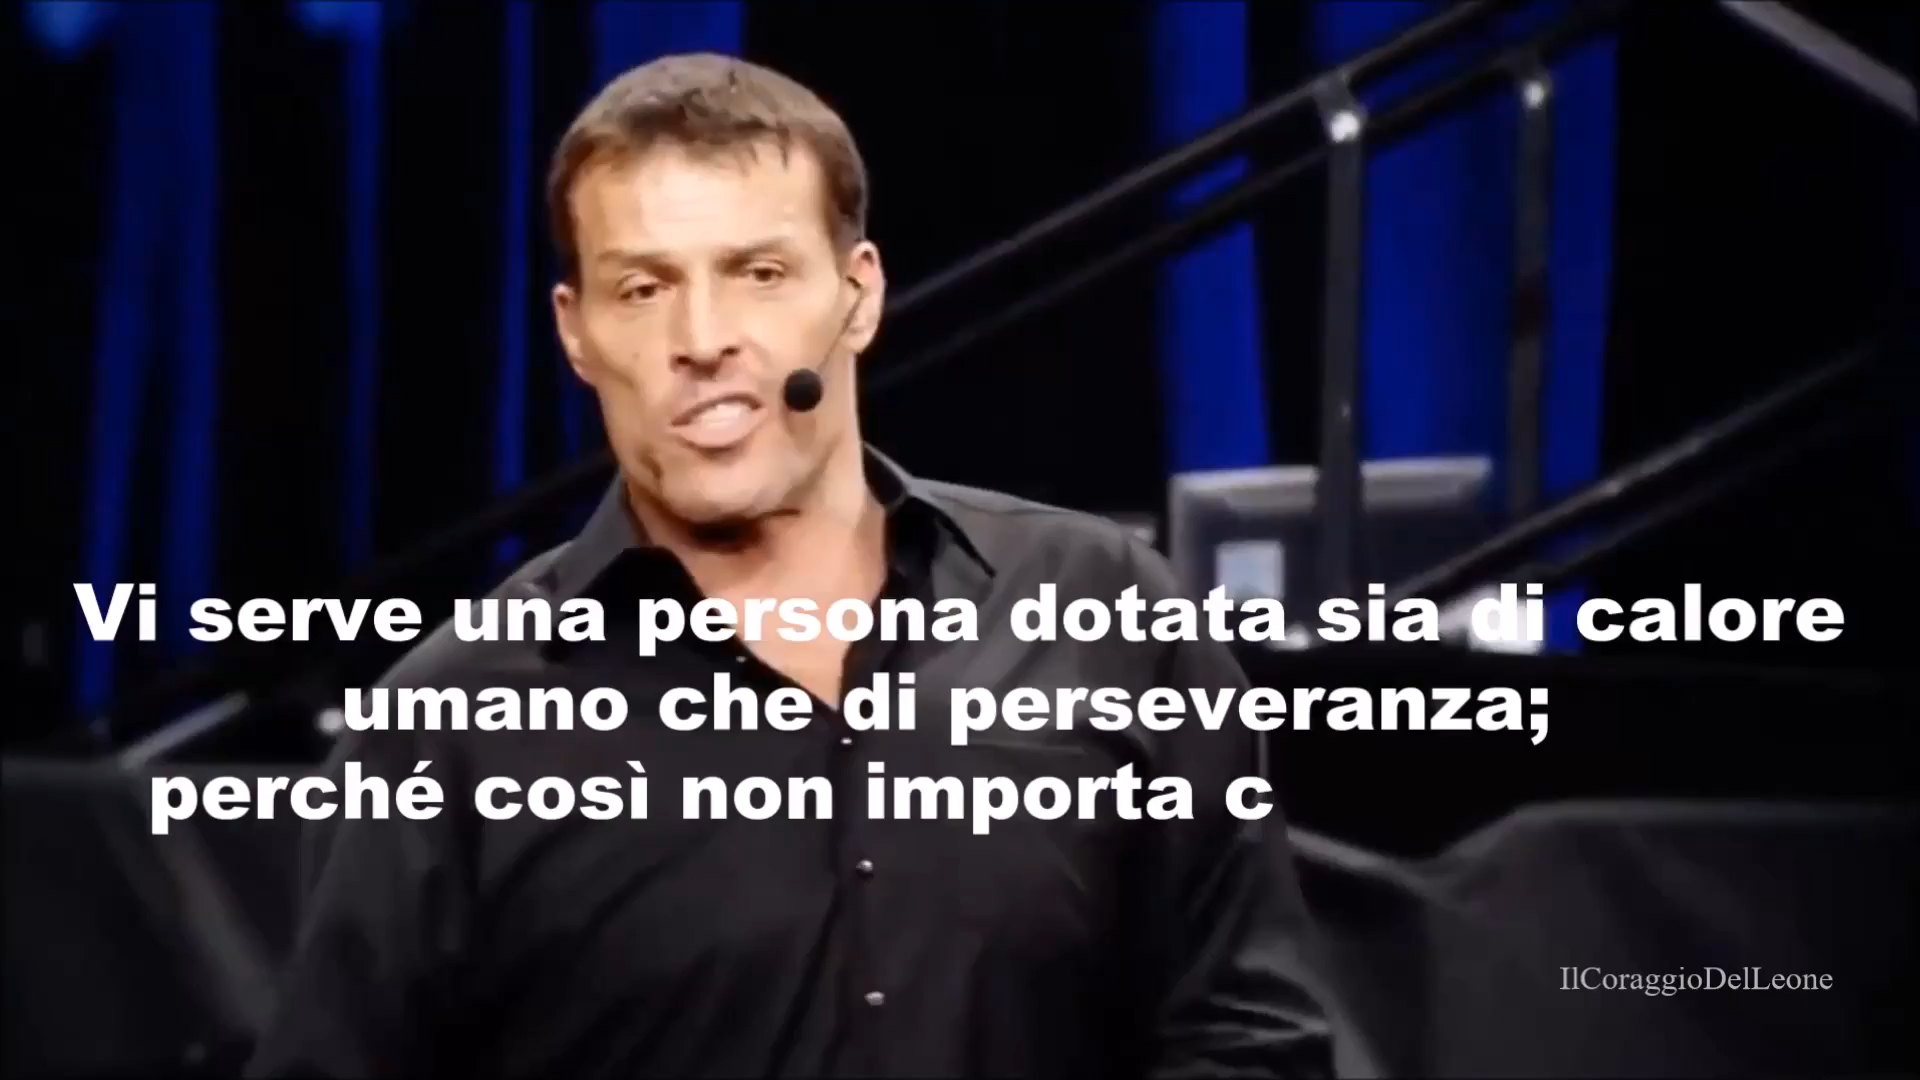 Vi serve una persona dotata sia di calore
umano che di perseveranza;
perché così non importa c
IlCoraggioDelLeone